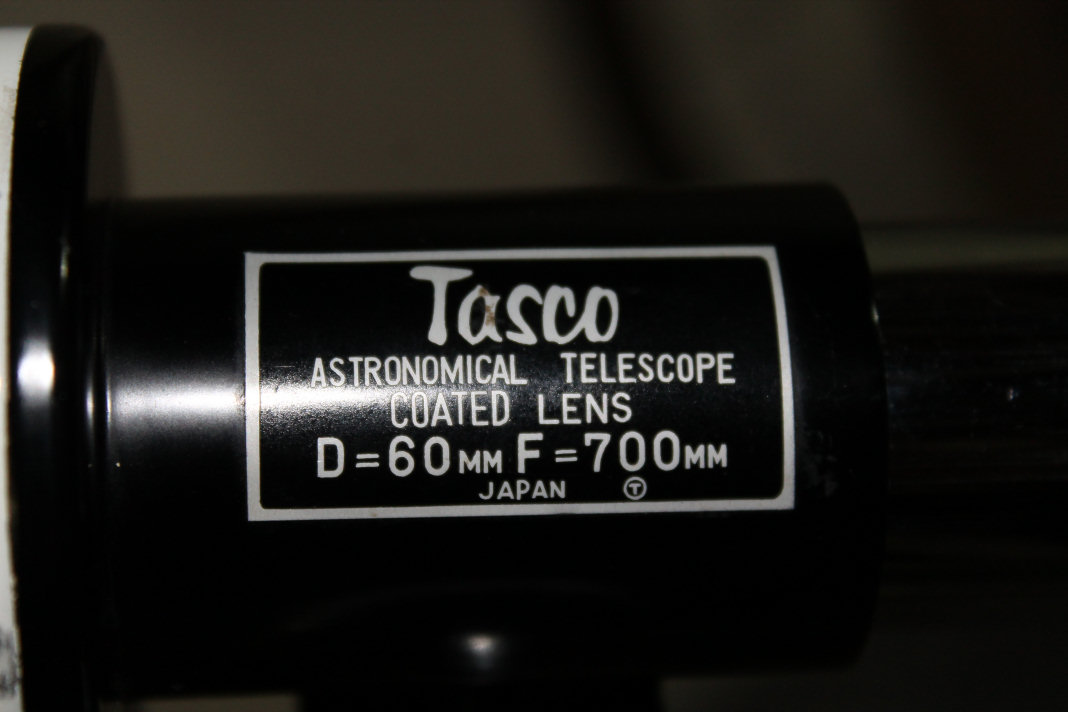 Tasco
ASTRONOMICAL TELESCOPE
COATED LENS
D=60MM F=700MM
JAPAN Ⓣ